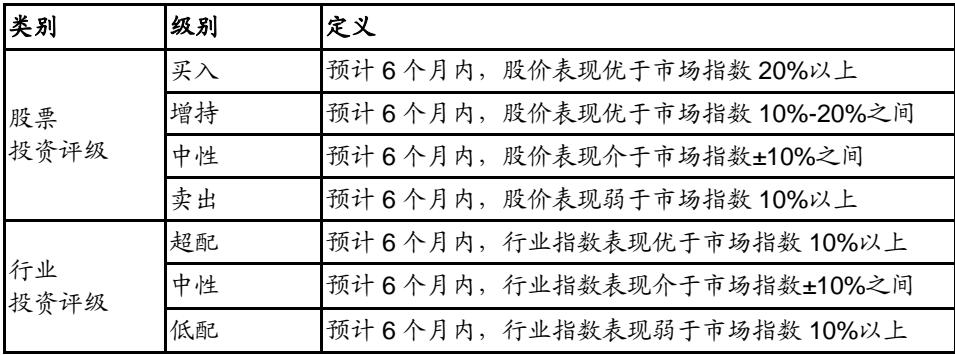 类别 级别 定义
股票
投资评级
买入 预计 6 个月内，股价表现优于市场指数 20%以上
增持 预计 6 个月内，股价表现优于市场指数 10%-20%之间
中性 预计 6 个月内，股价表现介于市场指数±10%之间
卖出 预计 6 个月内，股价表现弱于市场指数 10%以上
行业
投资评级
超配 预计 6 个月内，行业指数表现优于市场指数 10%以上
中性 预计 6 个月内，行业指数表现介于市场指数±10%之间
低配 预计 6 个月内，行业指数表现弱于市场指数 10%以上